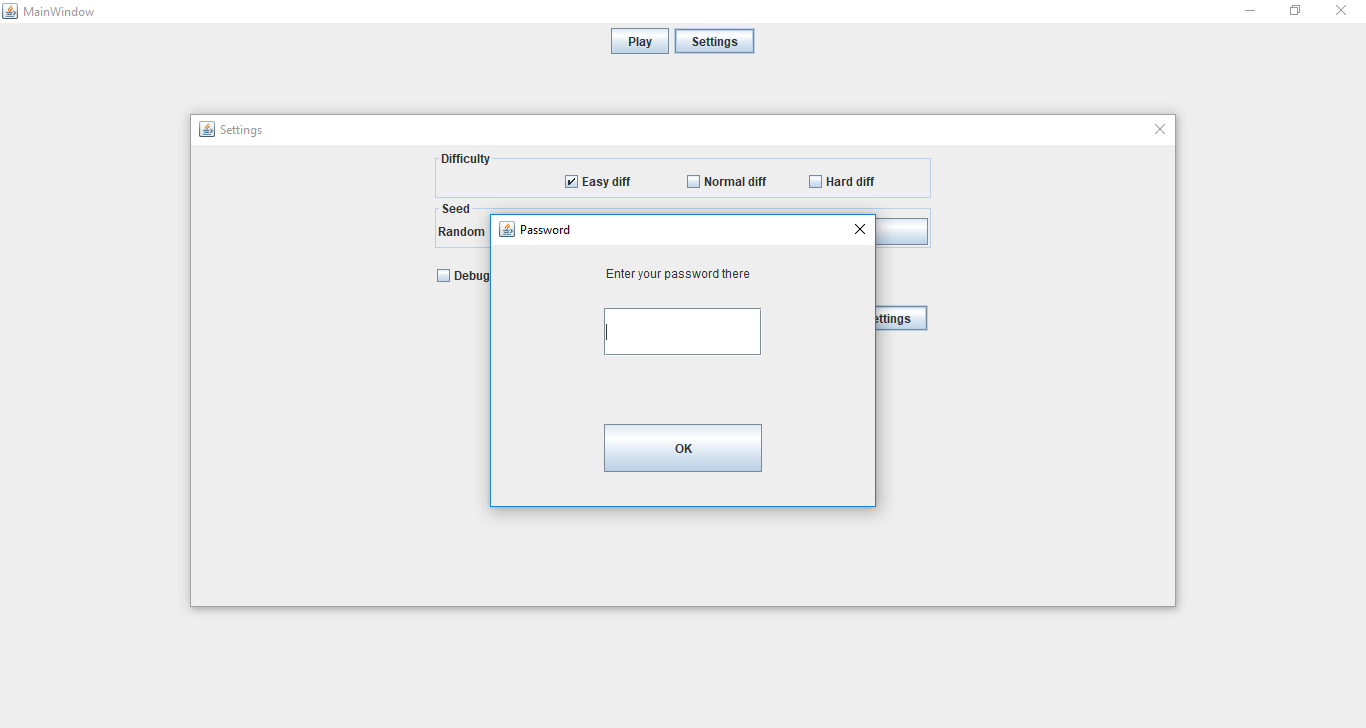 MainWindow
Play Settings
Settings
Difficulty
Easy diff Normal diff Hard diff
Seed
Random
Password
Enter your password there
Debug
ettings
OK